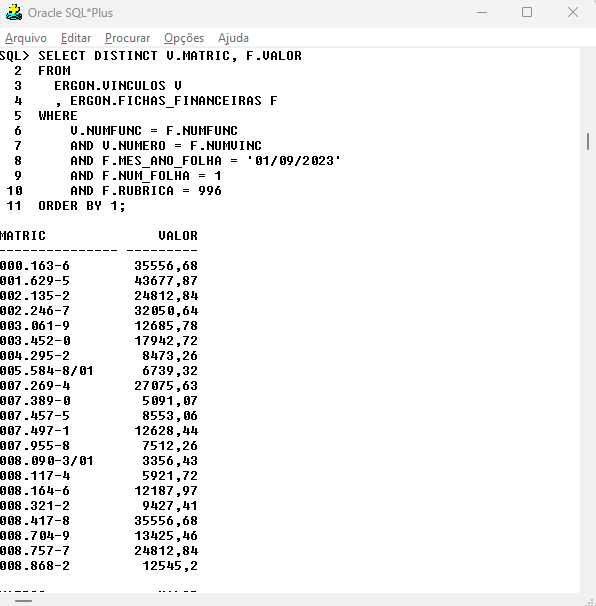 Oracle SQL*Plus
Arquivo Editar Procurar Opções Ajuda
SQL> SELECT DISTINCT V.MATRIC, F.VALOR
  2  FROM
  3    ERGON.VINCULOS V
  4    , ERGON.FICHAS_FINANCEIRAS F
  5  WHERE
  6      V.NUMFUNC = F.NUMFUNC
  7      AND V.NUMERO = F.NUMVINC
  8      AND F.MES_ANO_FOLHA = '01/09/2023'
  9      AND F.NUM_FOLHA = 1
 10      AND F.RUBRICA = 996
 11  ORDER BY 1;
MATRIC              VALOR
--------------- ---------
000.163-6        35556,68
001.629-5        43677,87
002.135-2        24812,84
002.246-7        32050,64
003.061-9        12685,78
003.452-0        17942,72
004.295-2         8473,26
005.584-8/01      6739,32
007.269-4        27075,63
007.389-0         5091,07
007.457-5         8553,06
007.497-1        12628,44
007.955-8         7512,26
008.090-3/01      3356,43
008.117-4         5921,72
008.164-6        12187,97
008.321-2         9427,41
008.417-8        35556,68
008.704-9        13425,46
008.757-7        24812,84
008.868-2         12545,2